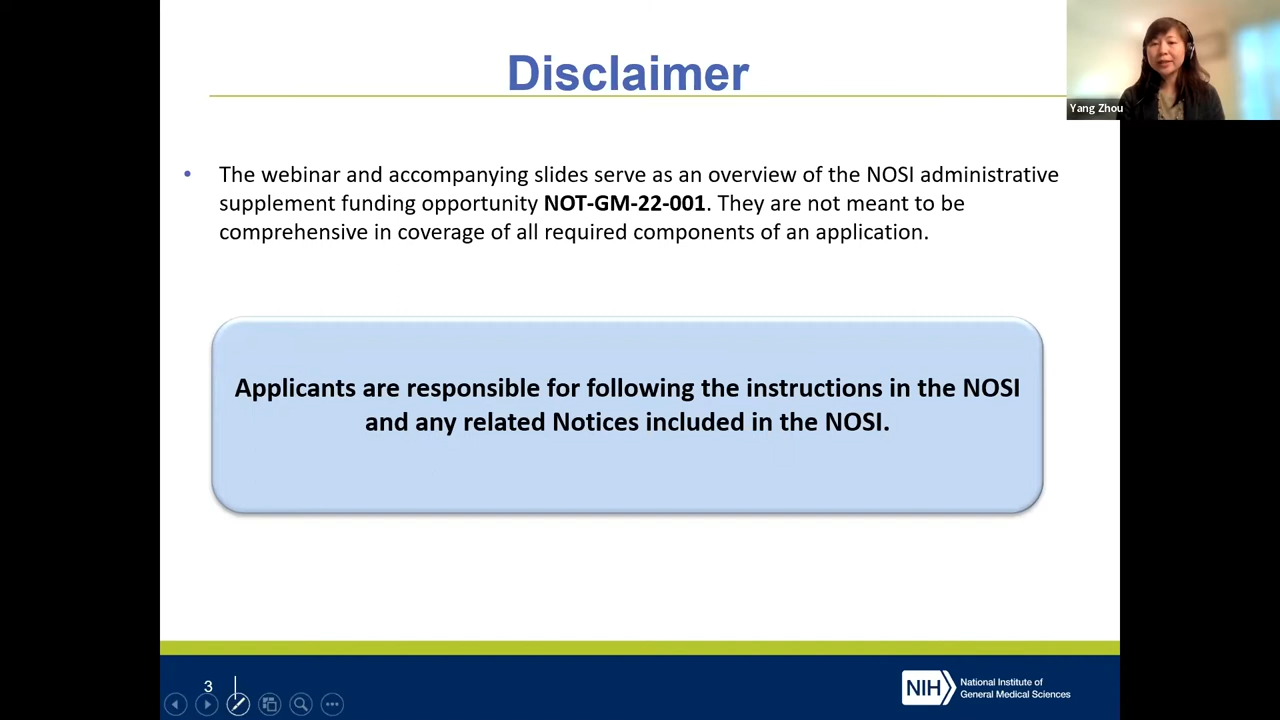 Disclaimer
Yang Zhou
• The webinar and accompanying slides serve as an overview of the NOSI administrative
supplement funding opportunity NOT-GM-22-001. They are not meant to be
comprehensive in coverage of all required components of an application.
Applicants are responsible for following the instructions in the NOSI
and any related Notices included in the NOSI.
3
NIH
National Institute of
General Medical Sciences